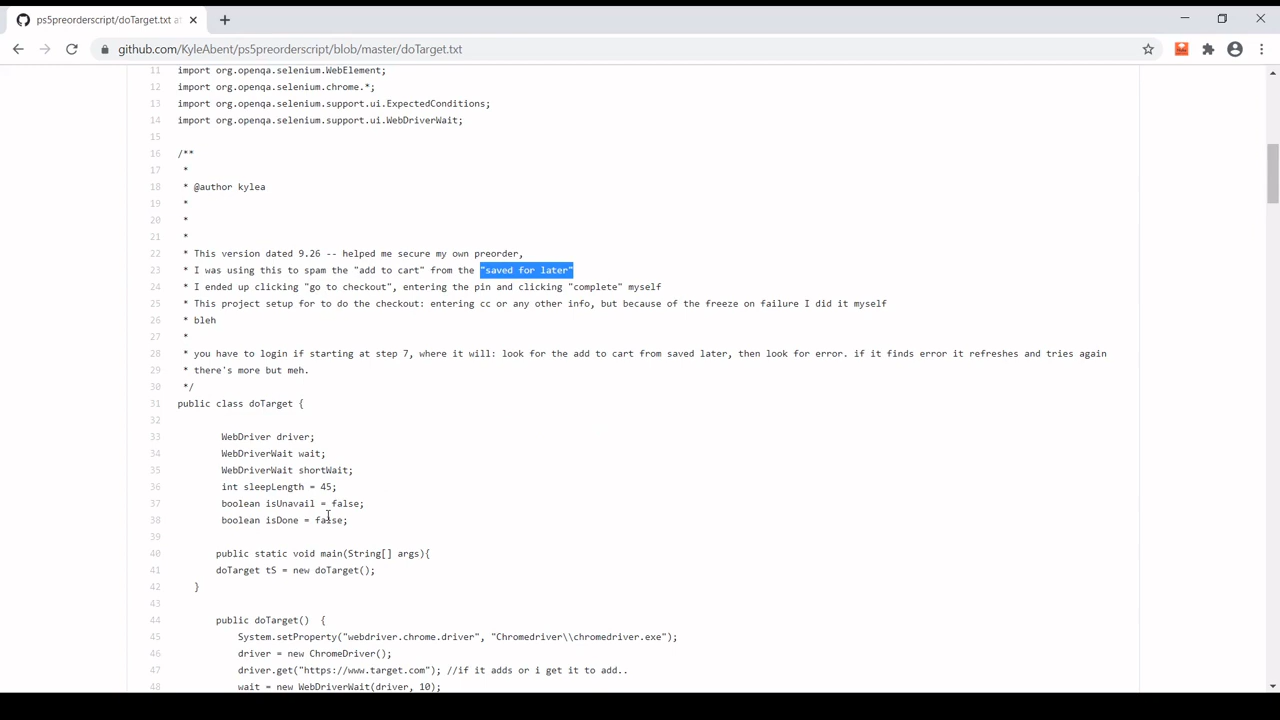 ps5preorderscript/doTarget.txt a
github.com/KyleAbent/ps5preorderscript/blob/master/doTarget.txt
11 import org.openqa.selenium.WebElement;
12 import org.openqa.selenium.chrome.*;
13 import org.openqa.selenium.support.ui.ExpectedConditions;
14 import org.openqa.selenium.support.ui.WebDriverWait;
15
16 /**
17 *
18 * @author kylea
19 *
20 *
21 *
22 * This version dated 9.26 -- helped me secure my own preorder,
23 * I was using this to spam the "add to cart" from the "saved for later"
24 * I ended up clicking "go to checkout", entering the pin and clicking "complete" myself
25 * This project setup for to do the checkout: entering cc or any other info, but because of the freeze on failure I did it myself
26 * bleh
27 *
28 * you have to login if starting at step 7, where it will: look for the add to cart from saved later, then look for error. if it finds error it refreshes and tries again
29 * there's more but meh.
30 */
31 public class doTarget {
32
33 WebDriver driver;
34 WebDriverWait wait;
35 WebDriverWait shortWait;
36 int sleepLength = 45;
37 boolean isUnavail = false;
38 boolean isDone = false;
39
40 public static void main(String[] args){
41 doTarget tS = new doTarget();
42 }
43
44 public doTarget() {
45 System.setProperty("webdriver.chrome.driver", "Chromedriver\\chromedriver.exe");
46 driver = new ChromeDriver();
47 driver.get("https://www.target.com"); //if it adds or i get it to add..
48 wait = new WebDriverWait(driver, 10);